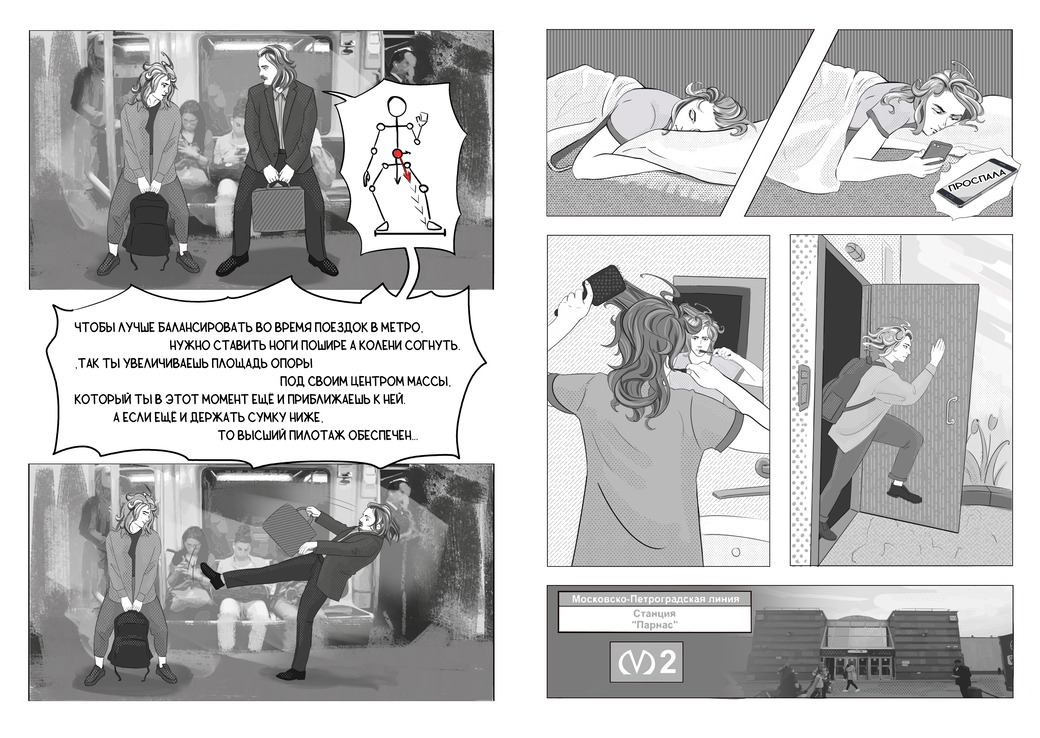 ЧТОБЫ ЛУЧШЕ БАЛАНСИРОВАТЬ ВО ВРЕМЯ ПОЕЗДОК В МЕТРО,
НУЖНО СТАВИТЬ НОГИ ПОШИРЕ А КОЛЕНИ СОГНУТЬ.
,ТАК ТЫ УВЕЛИЧИВАЕШЬ ПЛОЩАДЬ ОПОРЫ
ПОД СВОИМ ЦЕНТРОМ МАССЫ,
КОТОРЫЙ ТЫ В ЭТОТ МОМЕНТ ЕЩЁ И ПРИБЛИЖАЕШЬ К НЕЙ.
А ЕСЛИ ЕЩЁ И ДЕРЖАТЬ СУМКУ НИЖЕ,
ТО ВЫСШИЙ ПИЛОТАЖ ОБЕСПЕЧЕН...
ПРОСПАЛА
Московско-Петроградская линия
Станция
"Парнас"
М 2